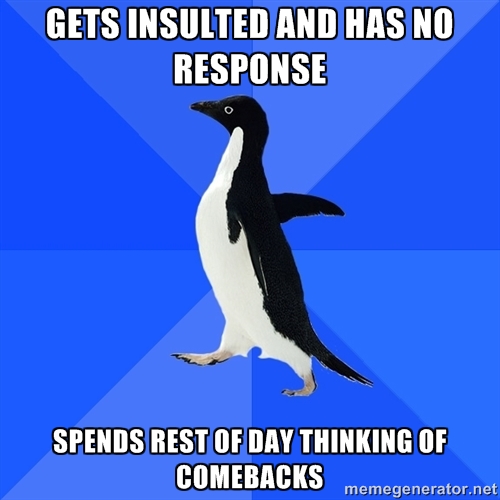 GETS INSULTED AND HAS NO
RESPONSE
SPENDS REST OF DAY THINKING OF
COMEBACKS
memegenerator.net